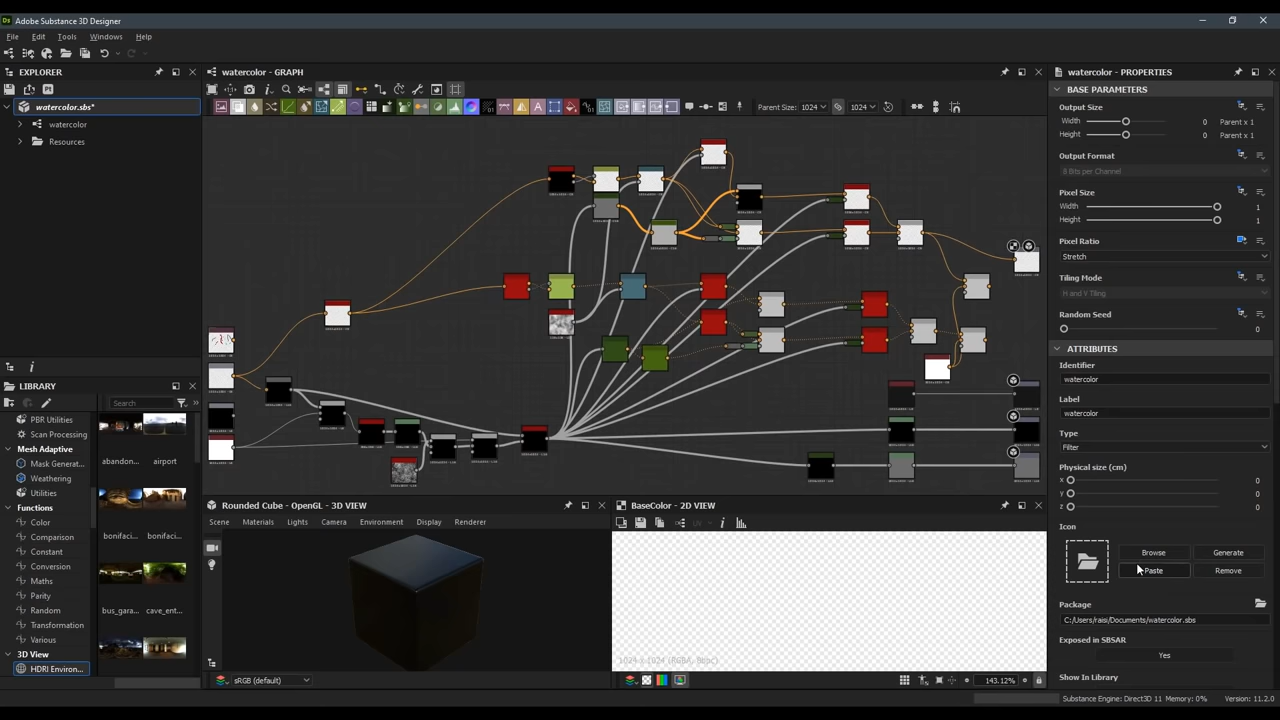 Ds Adobe Substance 3D Designer
File Edit Tools Windows Help
EXPLORER
watercolor.sbs*
watercolor
Resources
LIBRARY
Search
PBR Utilities
Scan Processing
Mesh Adaptive
Mask Generat...
Weathering
Utilities
Functions
Color
Comparison
Constant
Conversion
Maths
Parity
Random
Transformation
Various
3D View
HDRI Environ...
abandon... airport
bonifaci... bonifaci...
bus_gara... cave_ent...
watercolor - GRAPH
Parent Size: 1024 1024
Rounded Cube - OpenGL - 3D VIEW
Scene Materials Lights Camera Environment Display Renderer
sRGB (default)
BaseColor - 2D VIEW
UV
1024 x 1024 (RGBA, 8bpc)
143.12%
watercolor - PROPERTIES
BASE PARAMETERS
Output Size
Width 0 Parent x 1
Height 0 Parent x 1
Output Format
8 Bits per Channel
Pixel Size
Width 1
Height 1
Pixel Ratio
Stretch
Tiling Mode
H and V Tiling
Random Seed
0
ATTRIBUTES
Identifier
watercolor
Label
watercolor
Type
Filter
Physical size (cm)
x 0
y 0
z 0
Icon
Browse Generate
Paste Remove
Package
C:/Users/raisi/Documents/watercolor.sbs
Exposed in SBSAR
Yes
Show In Library
Substance Engine: Direct3D 11 Memory: 0% Version: 11.2.0